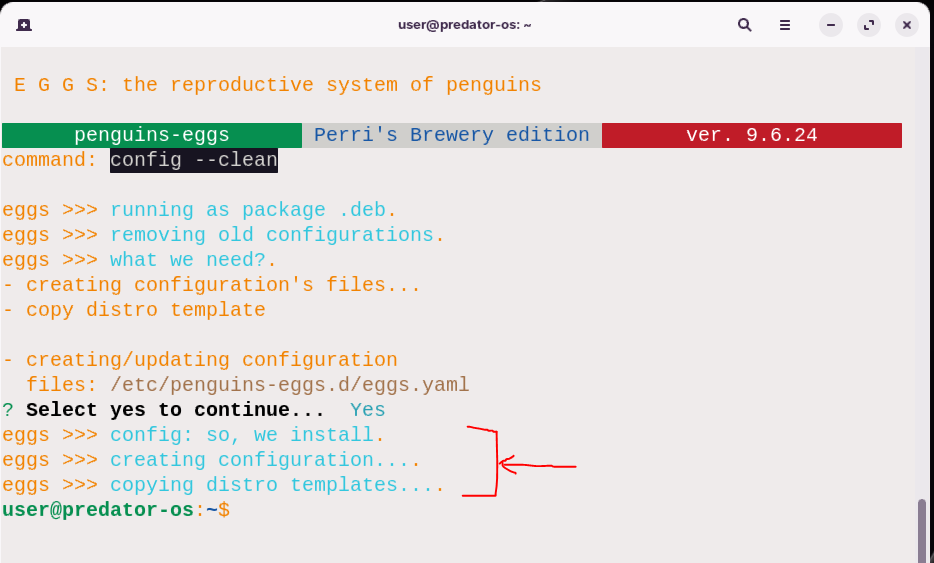 user@predator-os: ~
E G G S: the reproductive system of penguins
penguins-eggs Perri's Brewery edition ver. 9.6.24
command: config --clean
eggs >>> running as package .deb.
eggs >>> removing old configurations.
eggs >>> what we need?.
- creating configuration's files...
- copy distro template
- creating/updating configuration
files: /etc/penguins-eggs.d/eggs.yaml
? Select yes to continue... Yes
eggs >>> config: so, we install.
eggs >>> creating configuration....
eggs >>> copying distro templates....
user@predator-os:~$